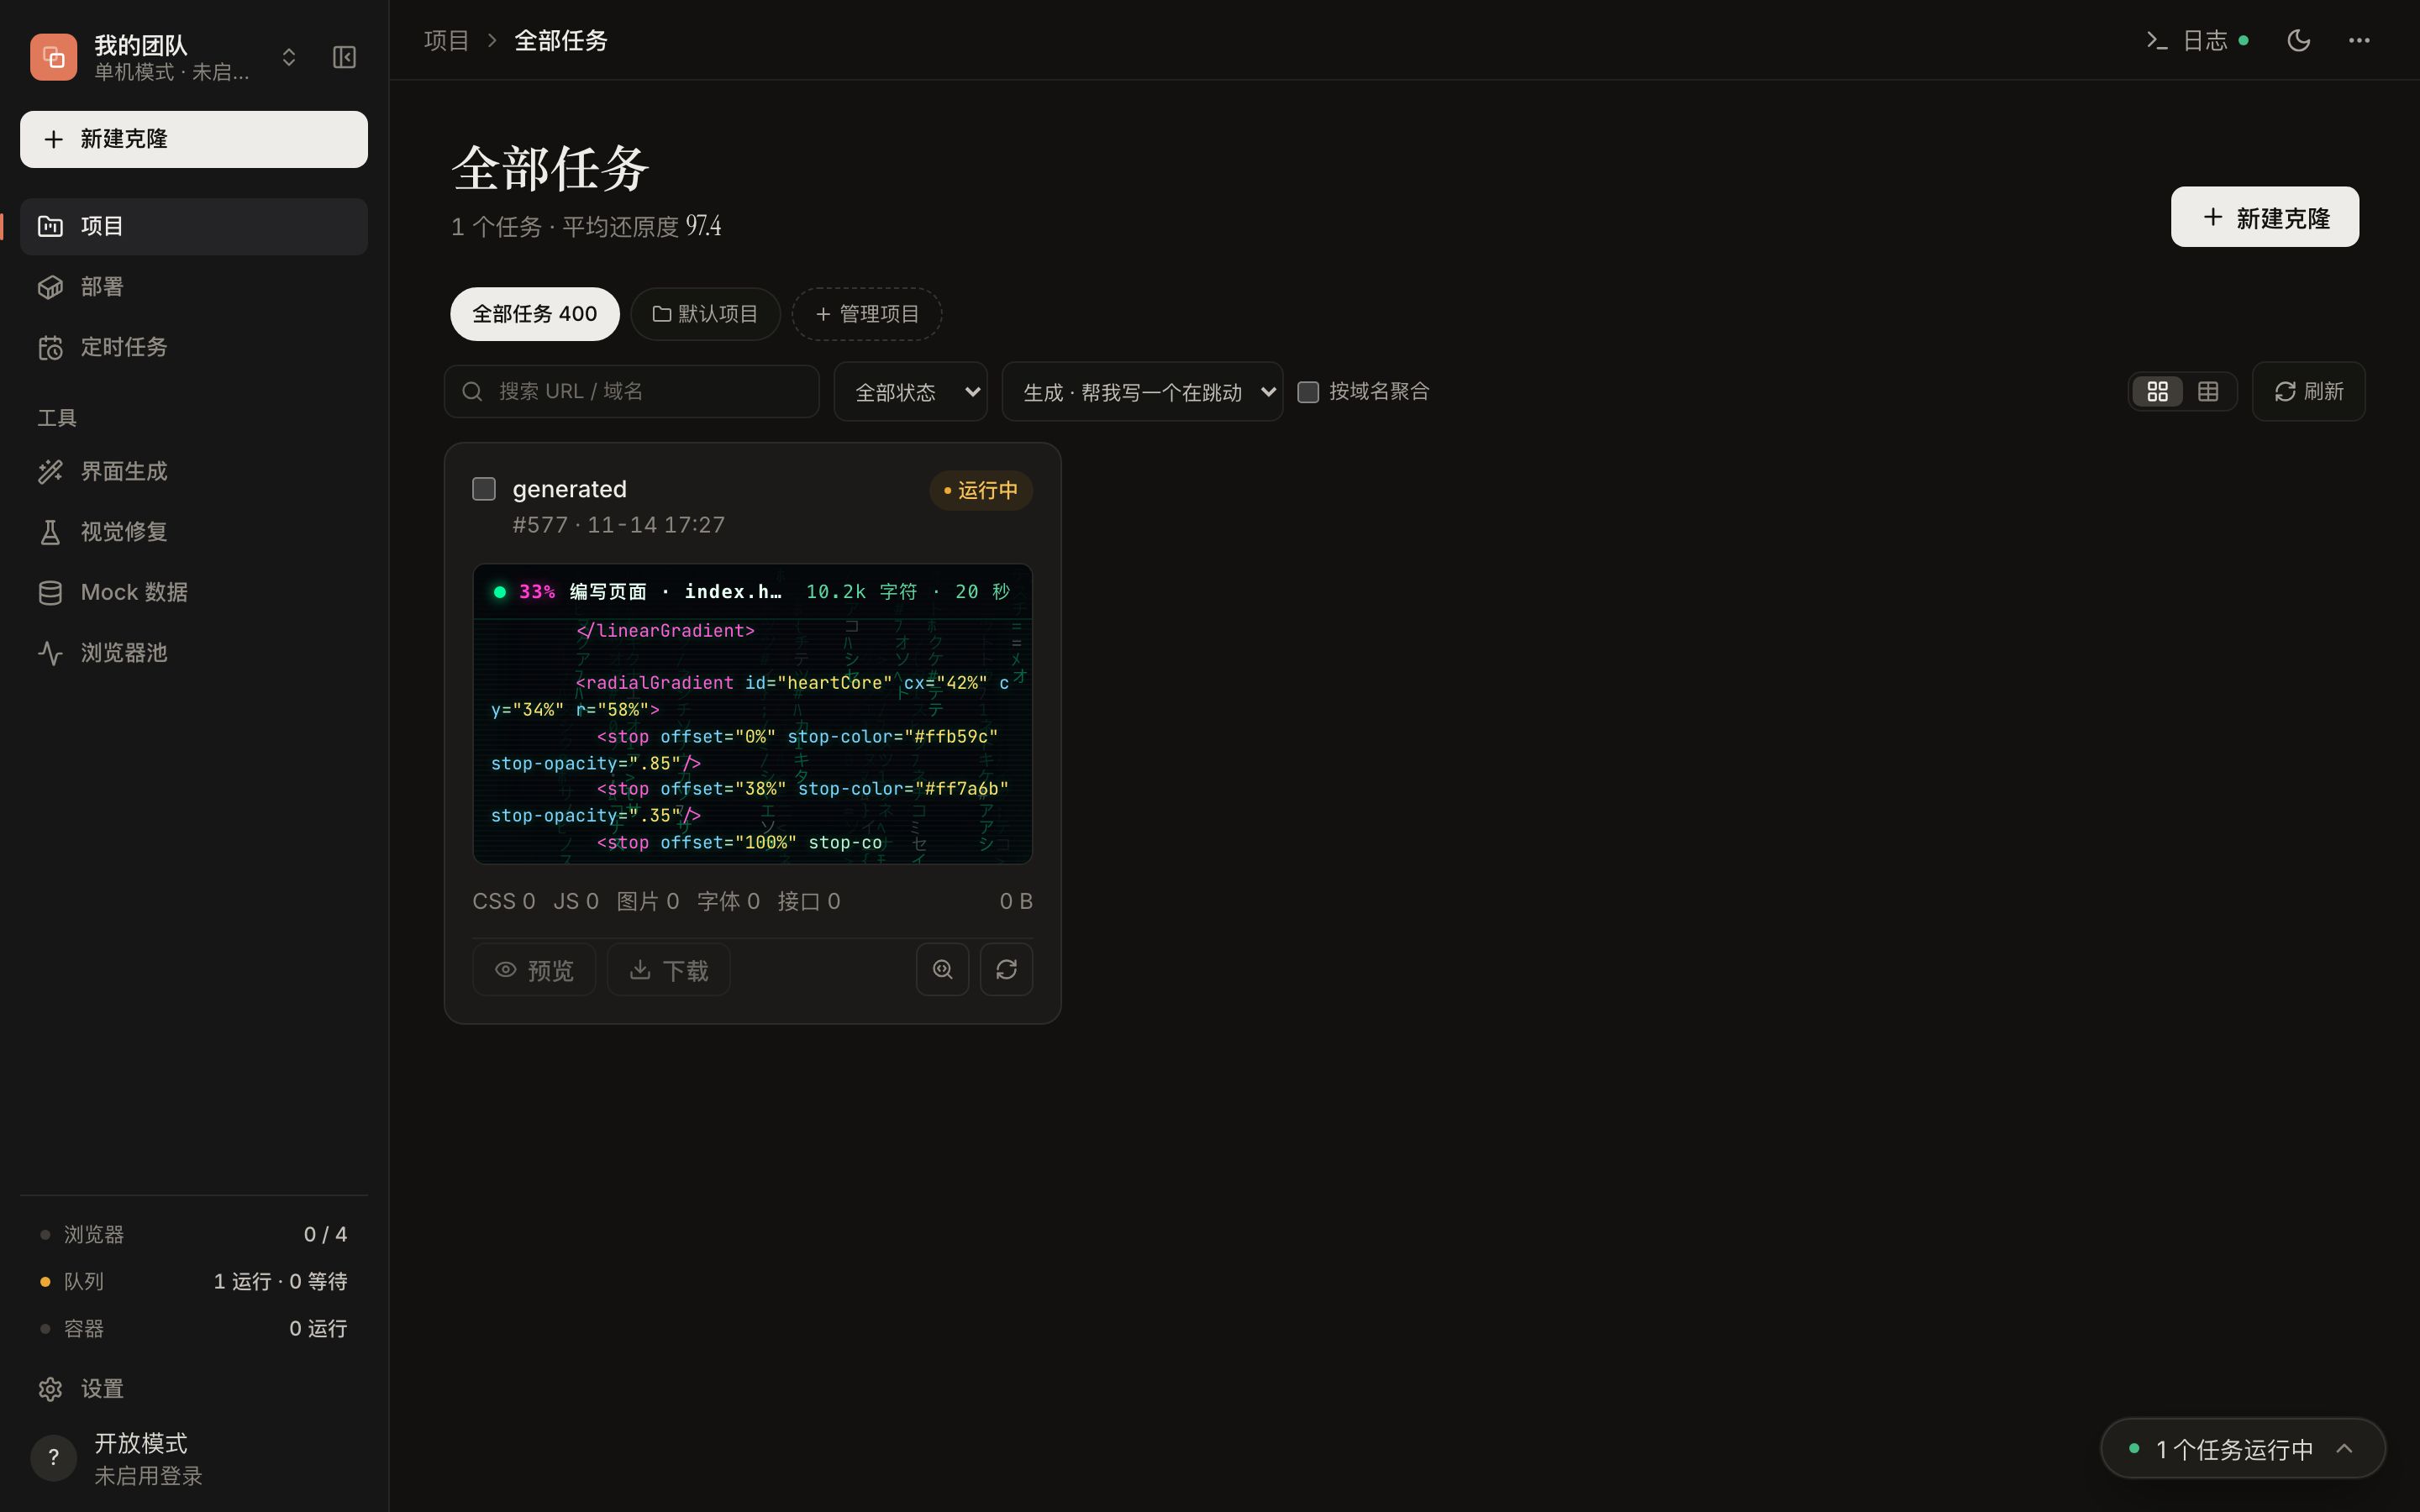 我的团队
单机模式 · 未启...
新建克隆
项目
部署
定时任务
工具
界面生成
视觉修复
Mock 数据
浏览器池
浏览器 0 / 4
队列 1 运行 · 0 等待
容器 0 运行
设置
?
开放模式
未启用登录
项目 > 全部任务
日志
全部任务
1 个任务 · 平均还原度 97.4
新建克隆
全部任务 400
默认项目
管理项目
搜索 URL / 域名
全部状态
生成 · 帮我写一个在跳动
按域名聚合
刷新
generated
运行中
#577 · 11-14 17:27
33% 编写页面 · index.h… 10.2k 字符 · 20 秒
</linearGradient>
<radialGradient id="heartCore" cx="42%" c
y="34%" r="58%">
<stop offset="0%" stop-color="#ffb59c"
stop-opacity=".85"/>
<stop offset="38%" stop-color="#ff7a6b"
stop-opacity=".35"/>
<stop offset="100%" stop-co
CSS 0 JS 0 图片 0 字体 0 接口 0 0 B
预览
下载
1 个任务运行中